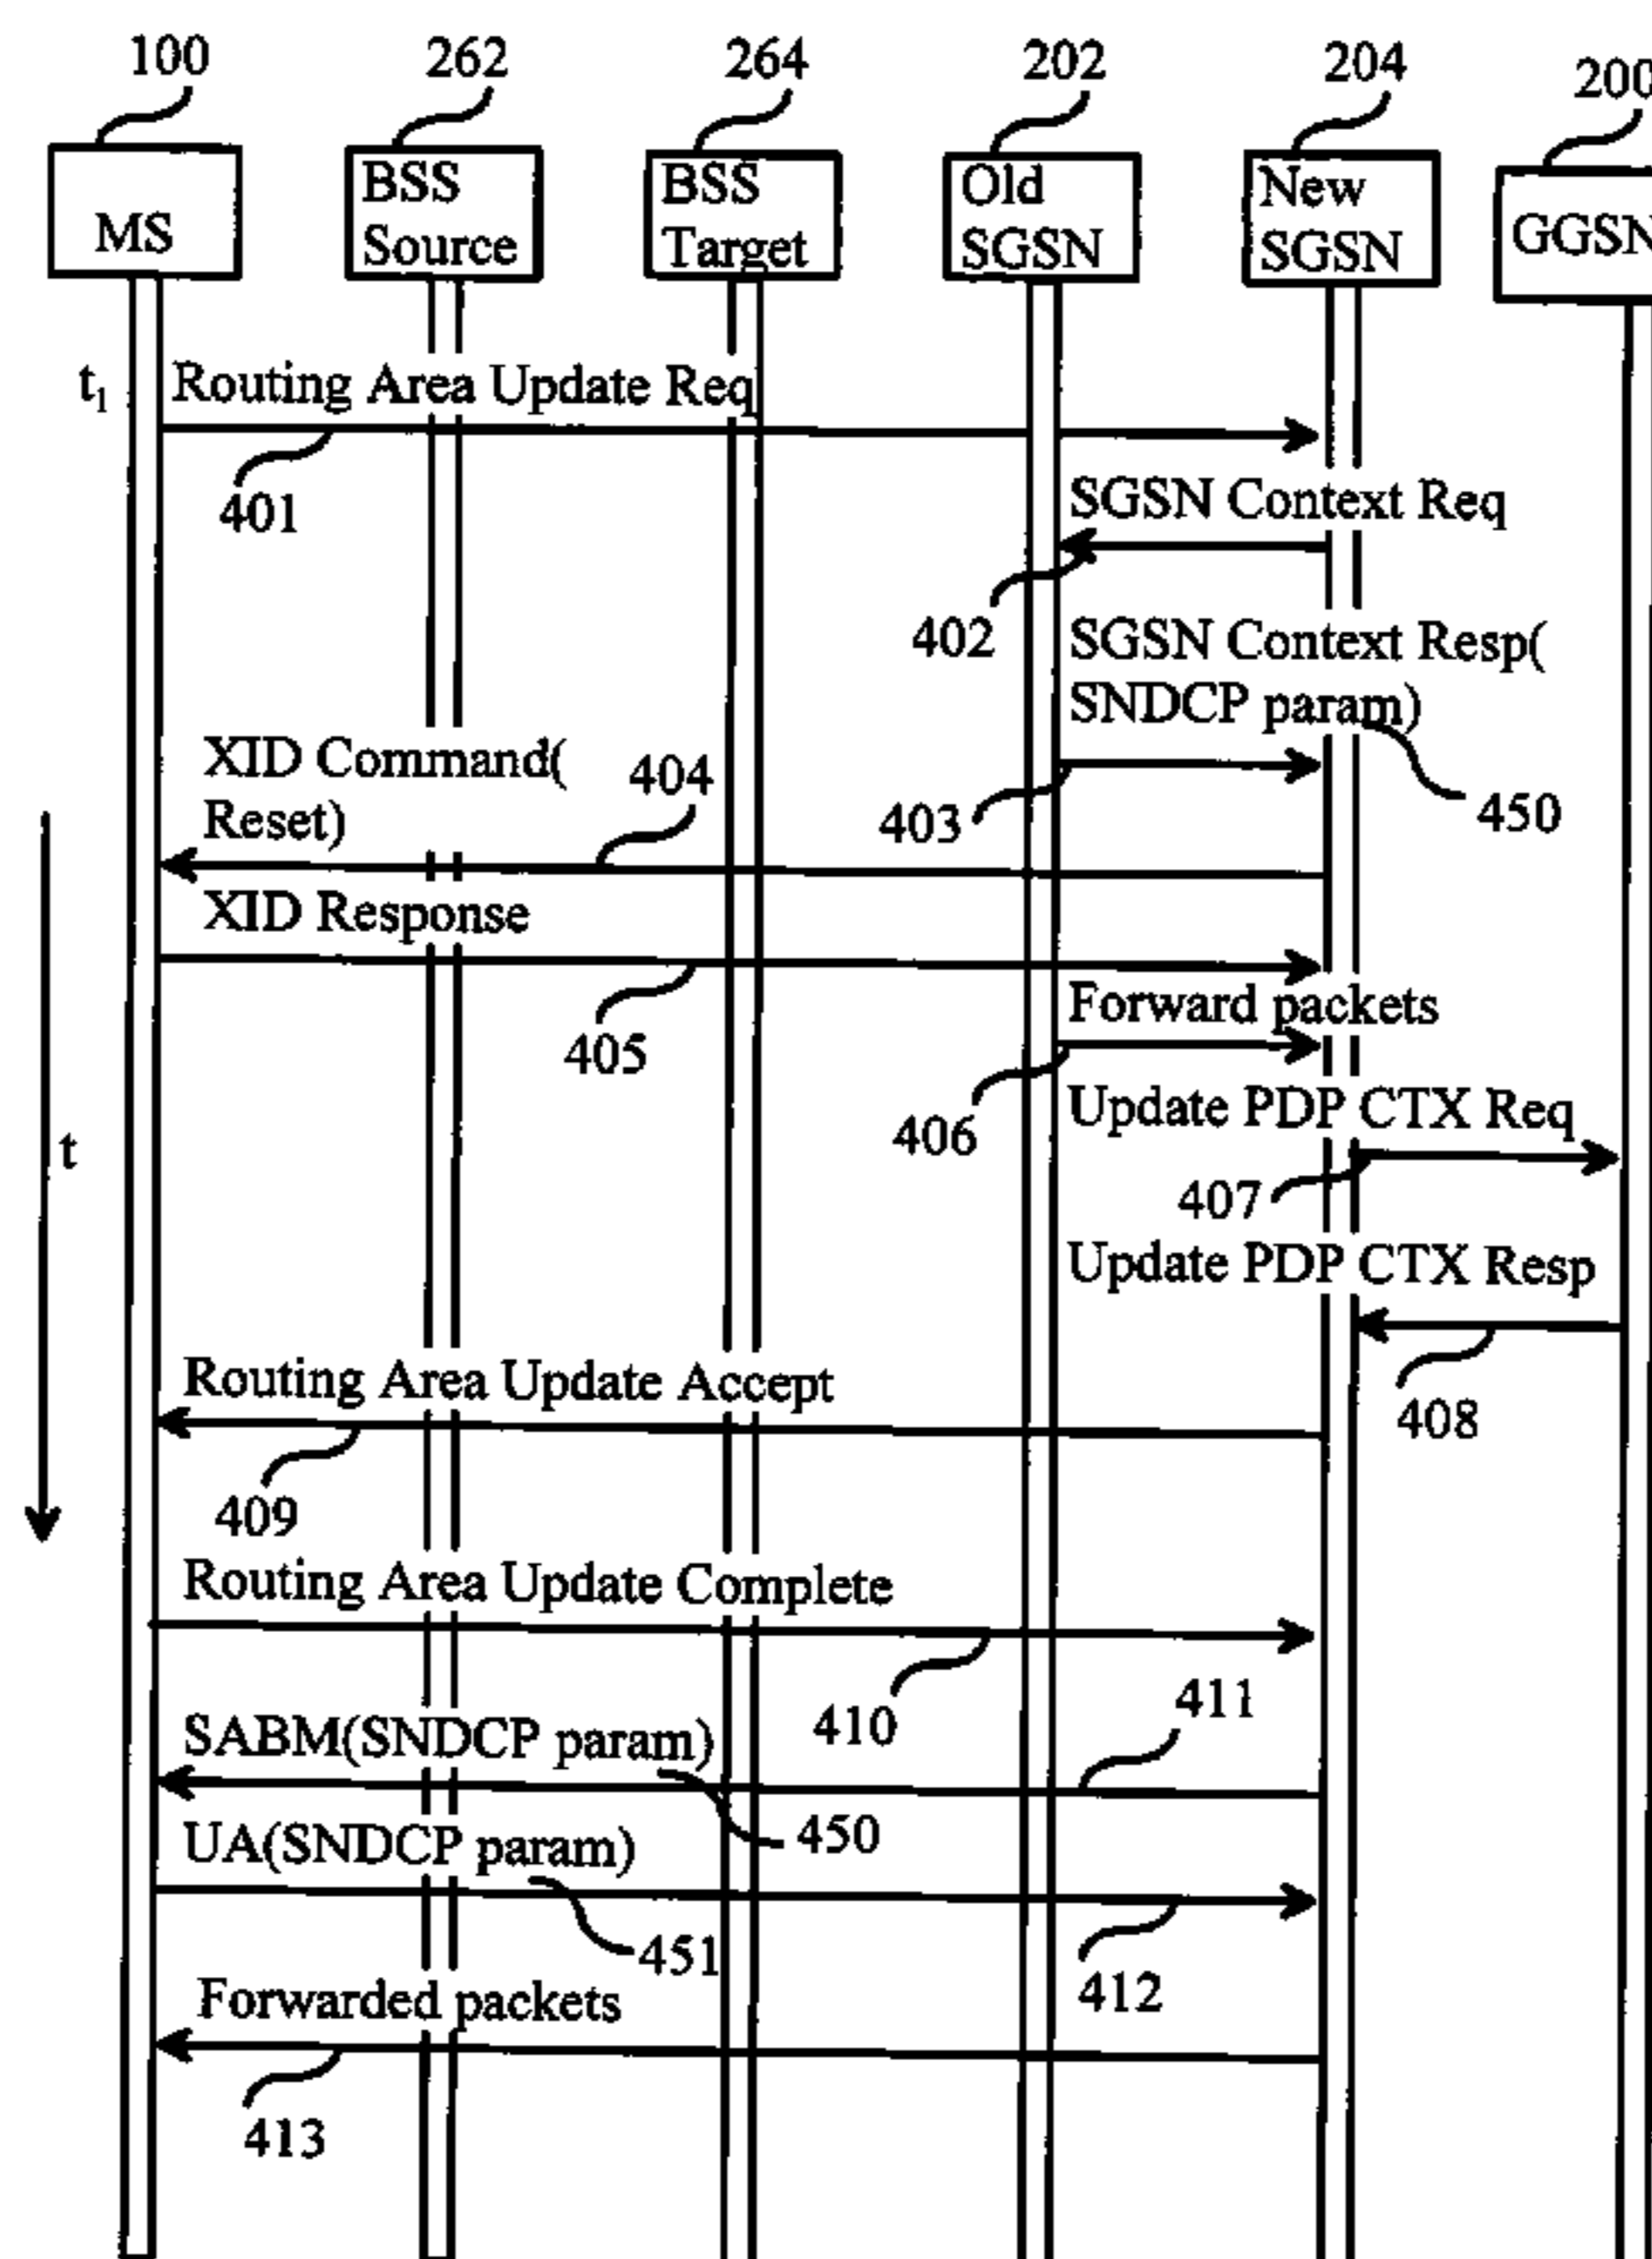 100 262 264 202 204 200
MS
BSS
Source
BSS
Target
Old
SGSN
New
SGSN
GGSN
t1 Routing Area Update Req
401
SGSN Context Req
402
SGSN Context Resp(
SNDCP param)
450
403
XID Command(
Reset)
404
XID Response
405
Forward packets
406
Update PDP CTX Req
t
407
Update PDP CTX Resp
408
Routing Area Update Accept
409
Routing Area Update Complete
410
411
SABM(SNDCP param)
450
UA(SNDCP param)
451
412
Forwarded packets
413